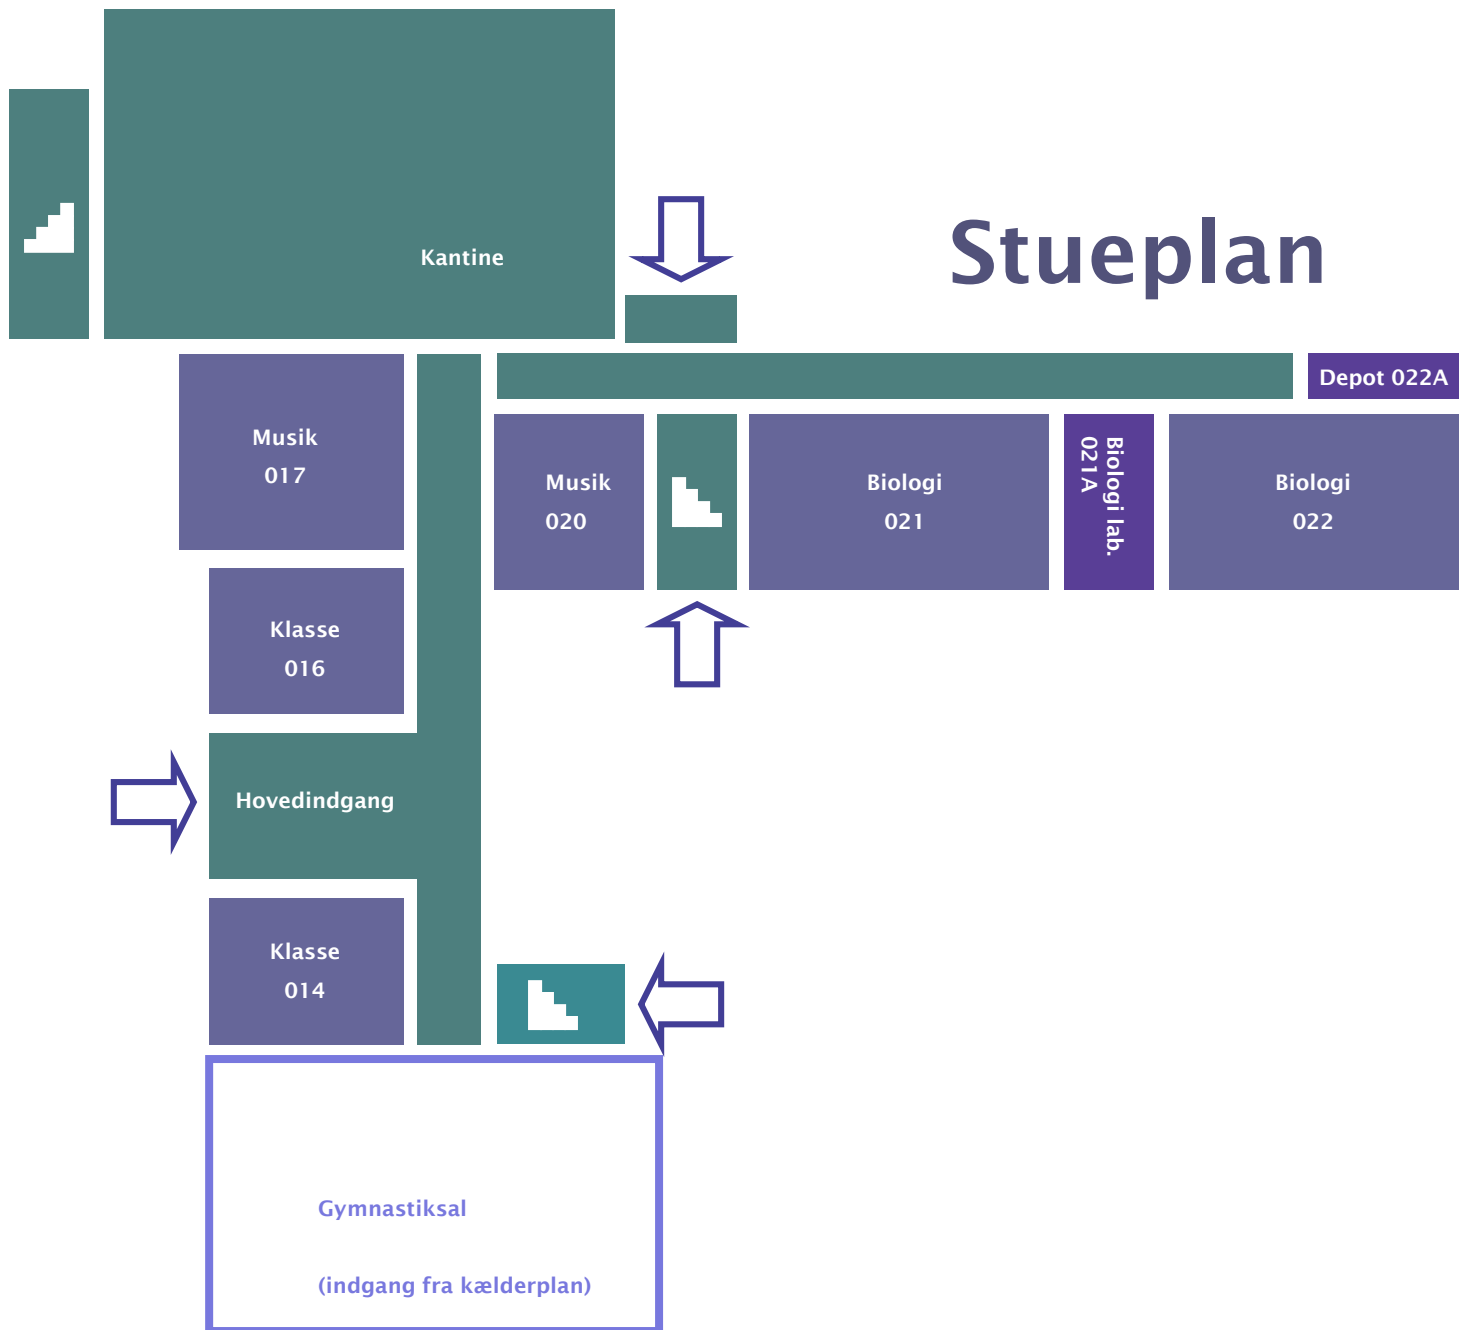 Kantine
Stueplan
Depot 022A
Musik
017
Musik
020
Biologi
021
Biologi lab.
021A
Biologi
022
Klasse
016
Hovedindgang
Klasse
014
Gymnastiksal
(indgang fra kælderplan)